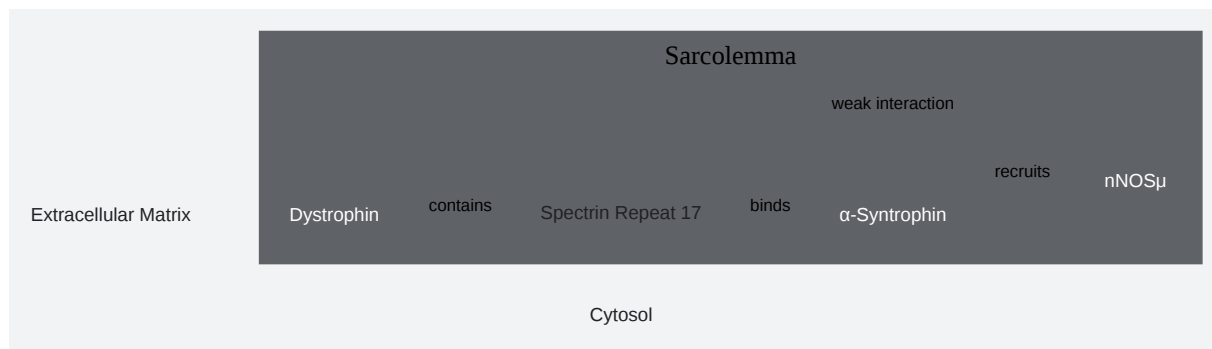 Sarcolemma
weak interaction
recruits
nNOSμ
Extracellular Matrix
Dystrophin
contains
Spectrin Repeat 17
binds
α-Syntrophin
Cytosol